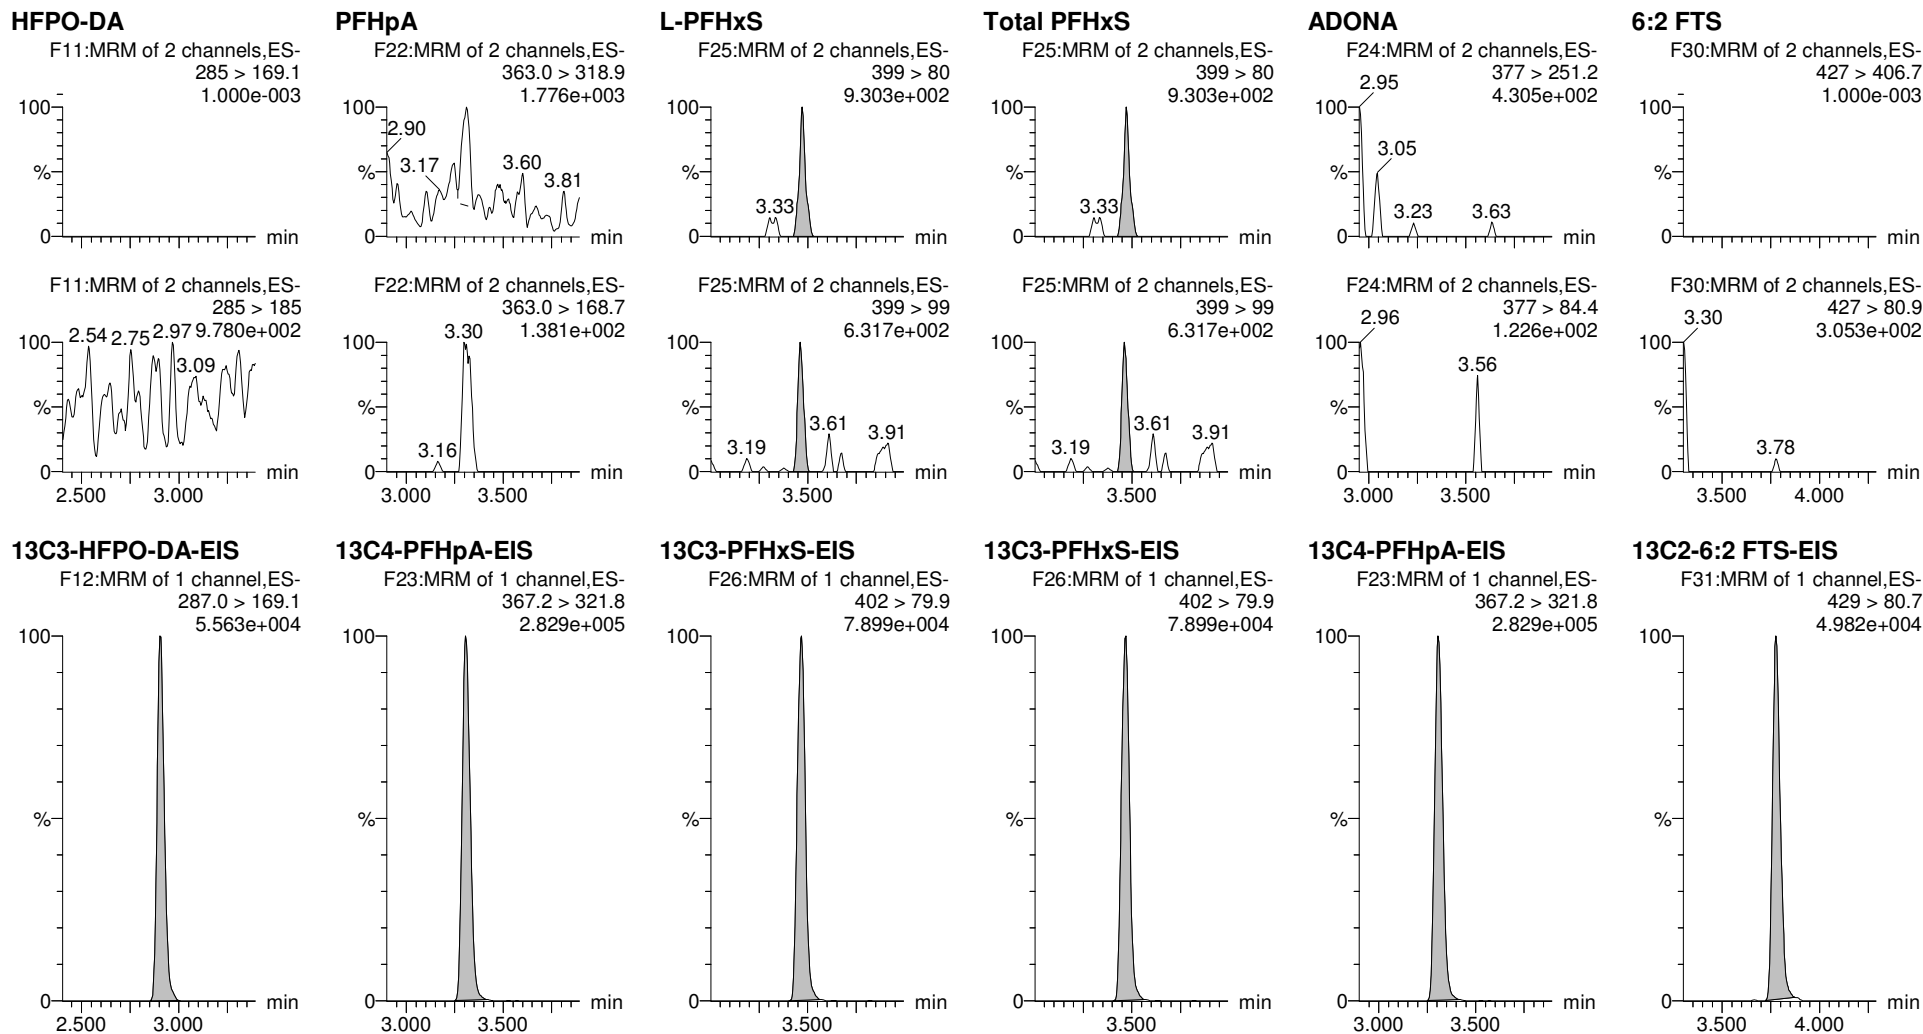 HFPO-DA
F11:MRM of 2 channels,ES-
285 > 169.1
1.000e-003
100
%
0
min
F11:MRM of 2 channels,ES-
285 > 185
9.780e+002
2.54
2.75
2.97
3.09
100
%
0
min
2.500
3.000
PFHpA
F22:MRM of 2 channels,ES-
363.0 > 318.9
1.776e+003
100
2.90
3.17
3.60
3.81
%
0
min
F22:MRM of 2 channels,ES-
363.0 > 168.7
1.381e+002
3.30
100
%
3.16
0
min
3.000
3.500
L-PFHxS
F25:MRM of 2 channels,ES-
399 > 80
9.303e+002
100
%
3.33
0
min
F25:MRM of 2 channels,ES-
399 > 99
6.317e+002
100
%
3.19
3.61
3.91
0
min
3.500
Total PFHxS
F25:MRM of 2 channels,ES-
399 > 80
9.303e+002
100
%
3.33
0
min
F25:MRM of 2 channels,ES-
399 > 99
6.317e+002
100
%
3.19
3.61
3.91
0
min
3.500
ADONA
F24:MRM of 2 channels,ES-
377 > 251.2
4.305e+002
2.95
100
3.05
%
3.23
3.63
0
min
F24:MRM of 2 channels,ES-
377 > 84.4
1.226e+002
2.96
100
3.56
%
0
min
3.000
3.500
6:2 FTS
F30:MRM of 2 channels,ES-
427 > 406.7
1.000e-003
100
%
0
min
F30:MRM of 2 channels,ES-
427 > 80.9
3.053e+002
3.30
100
%
3.78
0
min
3.500
4.000
13C3-HFPO-DA-EIS
F12:MRM of 1 channel,ES-
287.0 > 169.1
5.563e+004
100
%
0
min
2.500
3.000
13C4-PFHpA-EIS
F23:MRM of 1 channel,ES-
367.2 > 321.8
2.829e+005
100
%
0
min
3.000
3.500
13C3-PFHxS-EIS
F26:MRM of 1 channel,ES-
402 > 79.9
7.899e+004
100
%
0
min
3.500
13C3-PFHxS-EIS
F26:MRM of 1 channel,ES-
402 > 79.9
7.899e+004
100
%
0
min
3.500
13C4-PFHpA-EIS
F23:MRM of 1 channel,ES-
367.2 > 321.8
2.829e+005
100
%
0
min
3.000
3.500
13C2-6:2 FTS-EIS
F31:MRM of 1 channel,ES-
429 > 80.7
4.982e+004
100
%
0
min
3.500
4.000